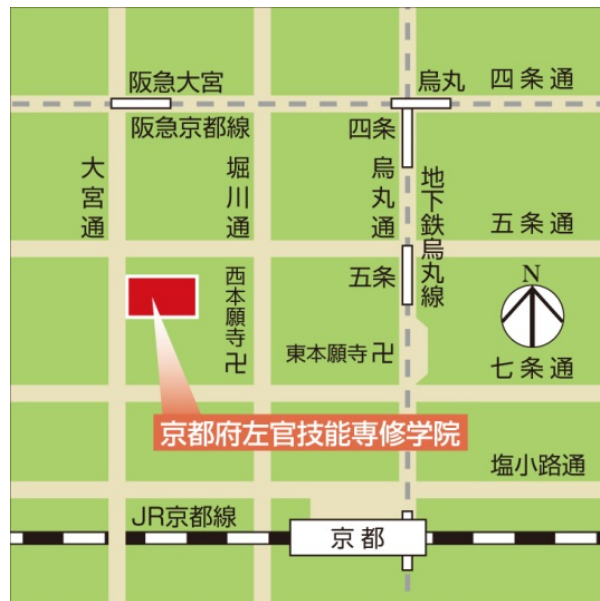 阪急大宮
烏丸
四条通
阪急京都線
四条
大宮通
堀川通
烏丸通
地下鉄烏丸線
五条通
西本願寺卍
五条
N
東本願寺卍
七条通
京都府左官技能専修学院
塩小路通
JR京都線
京都